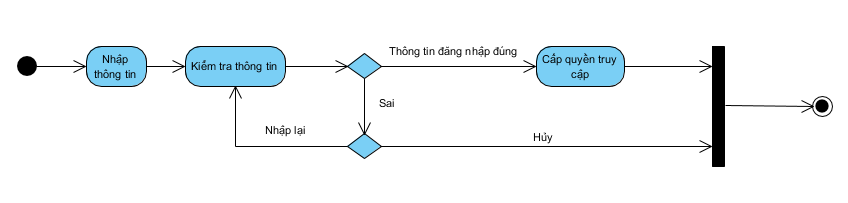 Nhập
thông tin
Kiểm tra thông tin
Thông tin đăng nhập đúng
Cấp quyền truy
cập
Sai
Nhập lại
Hủy